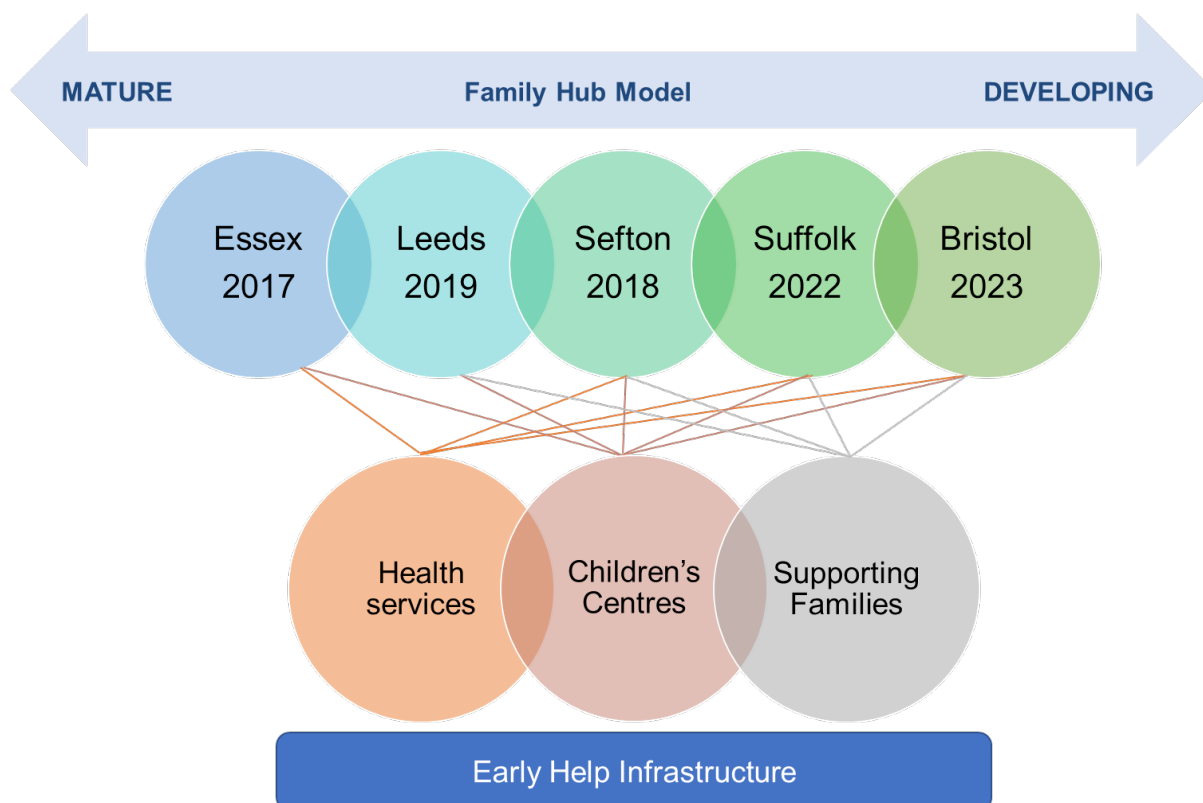 MATURE Family Hub Model DEVELOPING
Essex
2017
Leeds
2019
Sefton
2018
Suffolk
2022
Bristol
2023
Health
services
Children’s
Centres
Supporting
Families
Early Help Infrastructure